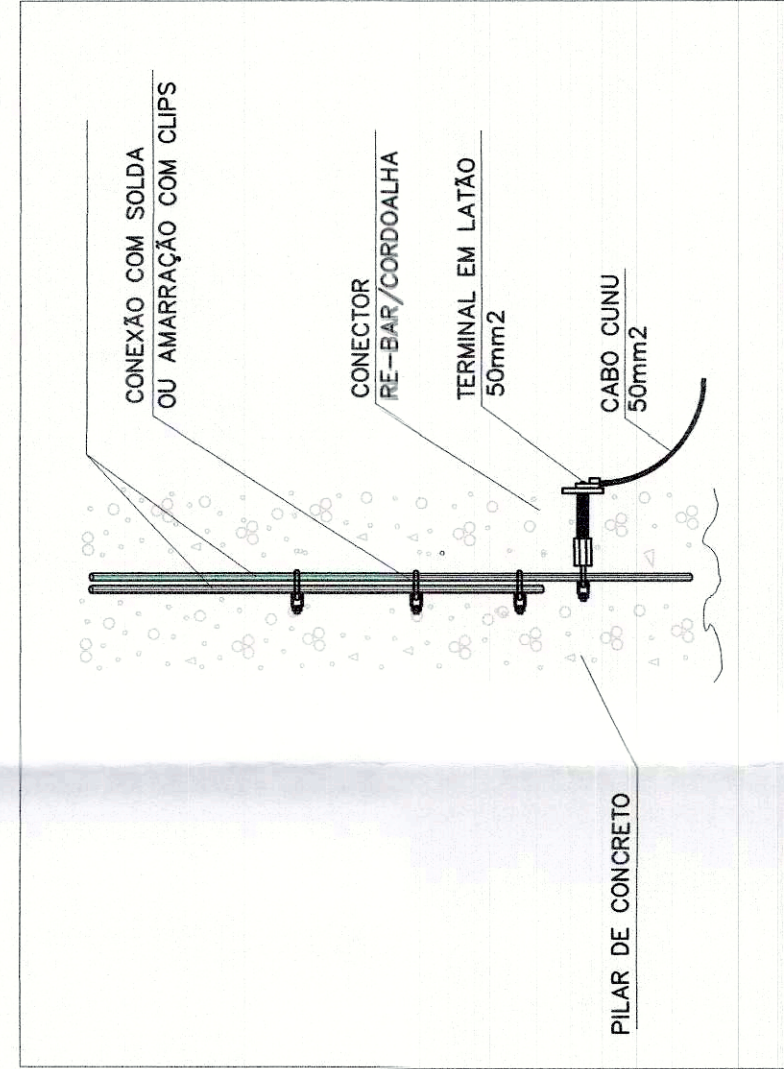 CONEXÃO COM SOLDA
OU AMARRAÇÃO COM CLIPS
CONECTOR
RE-BAR/CORDOALHA
TERMINAL EM LATÃO
50mm2
CABO CUNU
50mm2
PILAR DE CONCRETO